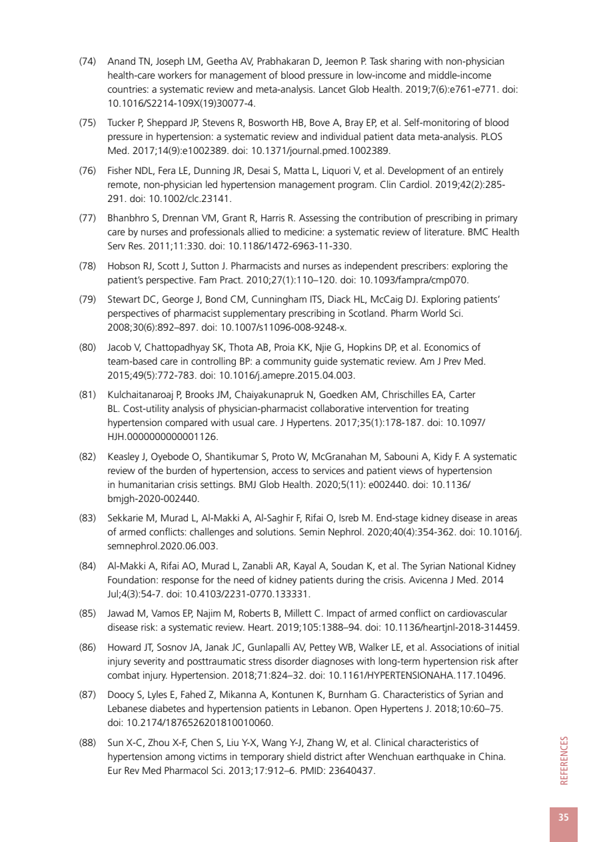 (74) Anand TN, Joseph LM, Geetha AV, Prabhakaran D, Jeemon P. Task sharing with non-physician
health-care workers for management of blood pressure in low-income and middle-income
countries: a systematic review and meta-analysis. Lancet Glob Health. 2019;7(6):e761-e771. doi:
10.1016/S2214-109X(19)30077-4.
(75) Tucker P, Sheppard JP, Stevens R, Bosworth HB, Bove A, Bray EP, et al. Self-monitoring of blood
pressure in hypertension: a systematic review and individual patient data meta-analysis. PLOS
Med. 2017;14(9):e1002389. doi: 10.1371/journal.pmed.1002389.
(76) Fisher NDL, Fera LE, Dunning JR, Desai S, Matta L, Liquori V, et al. Development of an entirely
remote, non-physician led hypertension management program. Clin Cardiol. 2019;42(2):285-
291. doi: 10.1002/clc.23141.
(77) Bhanbhro S, Drennan VM, Grant R, Harris R. Assessing the contribution of prescribing in primary
care by nurses and professionals allied to medicine: a systematic review of literature. BMC Health
Serv Res. 2011;11:330. doi: 10.1186/1472-6963-11-330.
(78) Hobson RJ, Scott J, Sutton J. Pharmacists and nurses as independent prescribers: exploring the
patient’s perspective. Fam Pract. 2010;27(1):110–120. doi: 10.1093/fampra/cmp070.
(79) Stewart DC, George J, Bond CM, Cunningham ITS, Diack HL, McCaig DJ. Exploring patients’
perspectives of pharmacist supplementary prescribing in Scotland. Pharm World Sci.
2008;30(6):892–897. doi: 10.1007/s11096-008-9248-x.
(80) Jacob V, Chattopadhyay SK, Thota AB, Proia KK, Njie G, Hopkins DP, et al. Economics of
team-based care in controlling BP: a community guide systematic review. Am J Prev Med.
2015;49(5):772-783. doi: 10.1016/j.amepre.2015.04.003.
(81) Kulchaitanaroaj P, Brooks JM, Chaiyakunapruk N, Goedken AM, Chrischilles EA, Carter
BL. Cost-utility analysis of physician-pharmacist collaborative intervention for treating
hypertension compared with usual care. J Hypertens. 2017;35(1):178-187. doi: 10.1097/
HJH.0000000000001126.
(82) Keasley J, Oyebode O, Shantikumar S, Proto W, McGranahan M, Sabouni A, Kidy F. A systematic
review of the burden of hypertension, access to services and patient views of hypertension
in humanitarian crisis settings. BMJ Glob Health. 2020;5(11): e002440. doi: 10.1136/
bmjgh-2020-002440.
(83) Sekkarie M, Murad L, Al-Makki A, Al-Saghir F, Rifai O, Isreb M. End-stage kidney disease in areas
of armed conflicts: challenges and solutions. Semin Nephrol. 2020;40(4):354-362. doi: 10.1016/j.
semnephrol.2020.06.003.
(84) Al-Makki A, Rifai AO, Murad L, Zanabli AR, Kayal A, Soudan K, et al. The Syrian National Kidney
Foundation: response for the need of kidney patients during the crisis. Avicenna J Med. 2014
Jul;4(3):54-7. doi: 10.4103/2231-0770.133331.
(85) Jawad M, Vamos EP, Najim M, Roberts B, Millett C. Impact of armed conflict on cardiovascular
disease risk: a systematic review. Heart. 2019;105:1388–94. doi: 10.1136/heartjnl-2018-314459.
(86) Howard JT, Sosnov JA, Janak JC, Gunlapalli AV, Pettey WB, Walker LE, et al. Associations of initial
injury severity and posttraumatic stress disorder diagnoses with long-term hypertension risk after
combat injury. Hypertension. 2018;71:824–32. doi: 10.1161/HYPERTENSIONAHA.117.10496.
(87) Doocy S, Lyles E, Fahed Z, Mikanna A, Kontunen K, Burnham G. Characteristics of Syrian and
Lebanese diabetes and hypertension patients in Lebanon. Open Hypertens J. 2018;10:60–75.
doi: 10.2174/1876526201810010060.
(88) Sun X-C, Zhou X-F, Chen S, Liu Y-X, Wang Y-J, Zhang W, et al. Clinical characteristics of
hypertension among victims in temporary shield district after Wenchuan earthquake in China.
Eur Rev Med Pharmacol Sci. 2013;17:912–6. PMID: 23640437.
REFERENCES
35